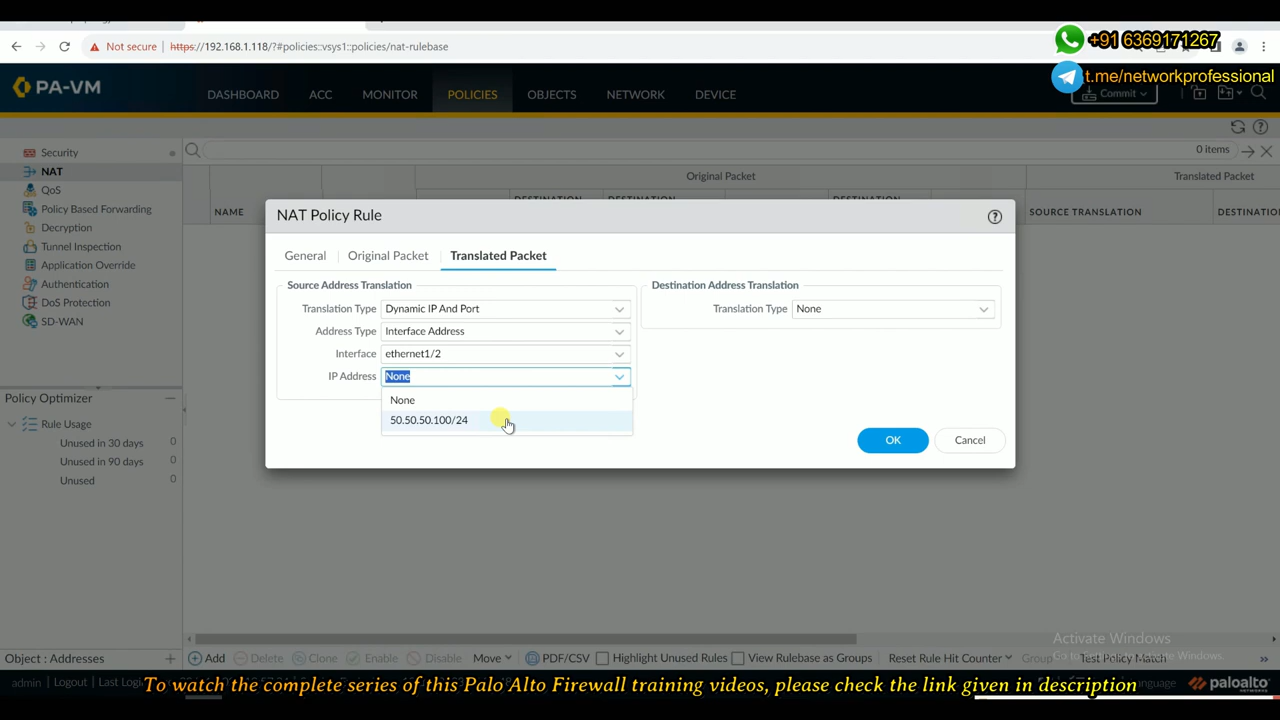 Not secure
https://192.168.1.118/?#policies::vsys1::policies/nat-rulebase
+91 6369171267
t.me/networkprofessional
PA-VM
DASHBOARD
ACC
MONITOR
POLICIES
OBJECTS
NETWORK
DEVICE
Commit
Security
NAT
QoS
Policy Based Forwarding
Decryption
Tunnel Inspection
Application Override
Authentication
DoS Protection
SD-WAN
0 items
Original Packet
Translated Packet
NAME
SOURCE TRANSLATION
DESTINATIO
NAT Policy Rule
General
Original Packet
Translated Packet
Source Address Translation
Translation Type
Dynamic IP And Port
Address Type
Interface Address
Interface
ethernet1/2
IP Address
None
None
50.50.50.100/24
Destination Address Translation
Translation Type
None
OK
Cancel
Policy Optimizer
Rule Usage
Unused in 30 days 0
Unused in 90 days 0
Unused 0
Activate Windows
Object : Addresses
Add
Delete
Clone
Enable
Disable
Move
PDF/CSV
Highlight Unused Rules
View Rulebase as Groups
Reset Rule Hit Counter
Group
Test Policy Match
admin | Logout | Last Logi
paloalto
To watch the complete series of this Palo Alto Firewall training videos, please check the link given in description